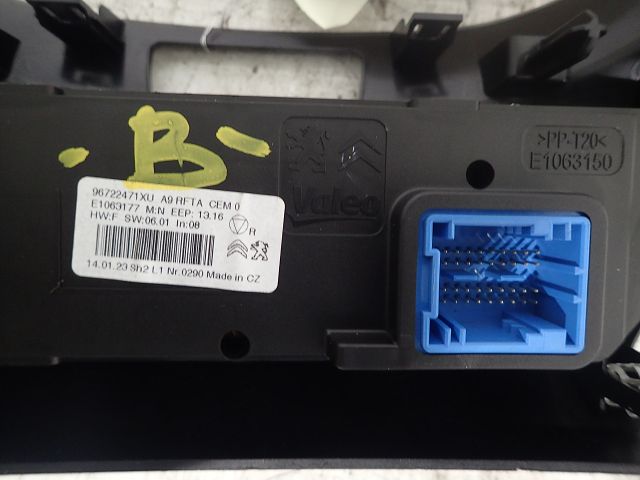 -B-
96722471XU A9 RFTA CEM 0
E1063177 M:N EEP: 13.16
HW:F SW:06.01 In:08
R
14.01.23 Sh2 L1 Nr.0290 Made in CZ
Valeo
>PP-T20<
E1063150